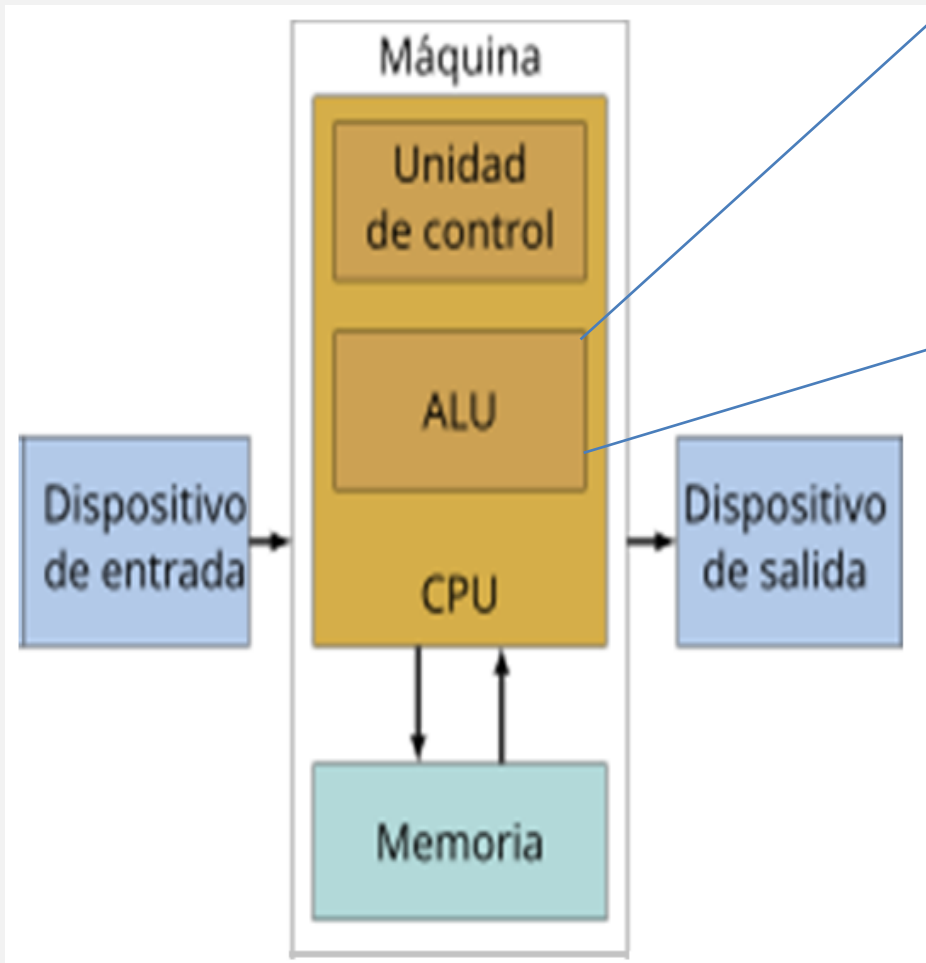 Máquina
Unidad
de control
ALU
Dispositivo
de entrada
CPU
Dispositivo
de salida
Memoria